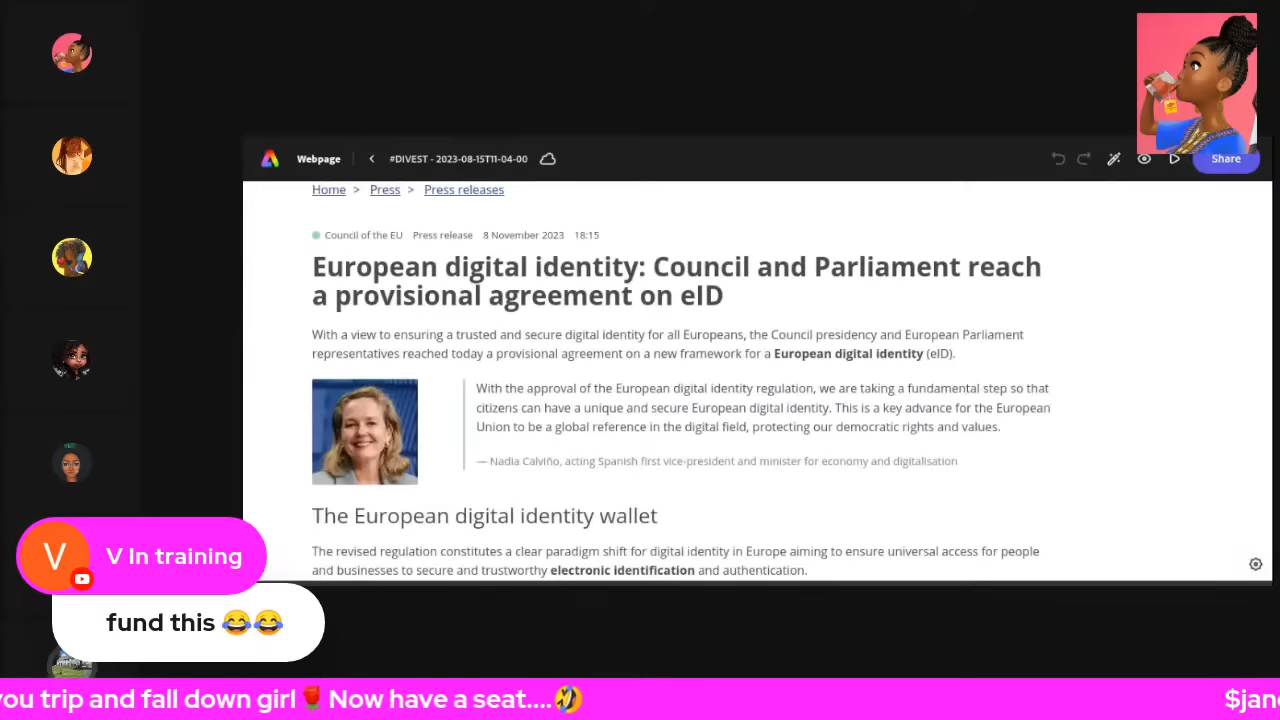 Webpage
#DIVEST - 2023-08-15T11-04-00
Share
Home > Press > Press releases
Council of the EU Press release 8 November 2023 18:15
European digital identity: Council and Parliament reach
a provisional agreement on eID
With a view to ensuring a trusted and secure digital identity for all Europeans, the Council presidency and European Parliament
representatives reached today a provisional agreement on a new framework for a European digital identity (eID).
With the approval of the European digital identity regulation, we are taking a fundamental step so that
citizens can have a unique and secure European digital identity. This is a key advance for the European
Union to be a global reference in the digital field, protecting our democratic rights and values.
— Nadia Calviño, acting Spanish first vice-president and minister for economy and digitalisation
The European digital identity wallet
The revised regulation constitutes a clear paradigm shift for digital identity in Europe aiming to ensure universal access for people
and businesses to secure and trustworthy electronic identification and authentication.
V
V In training
fund this 😂😂
you trip and fall down girl🌹Now have a seat....🤣
$jan